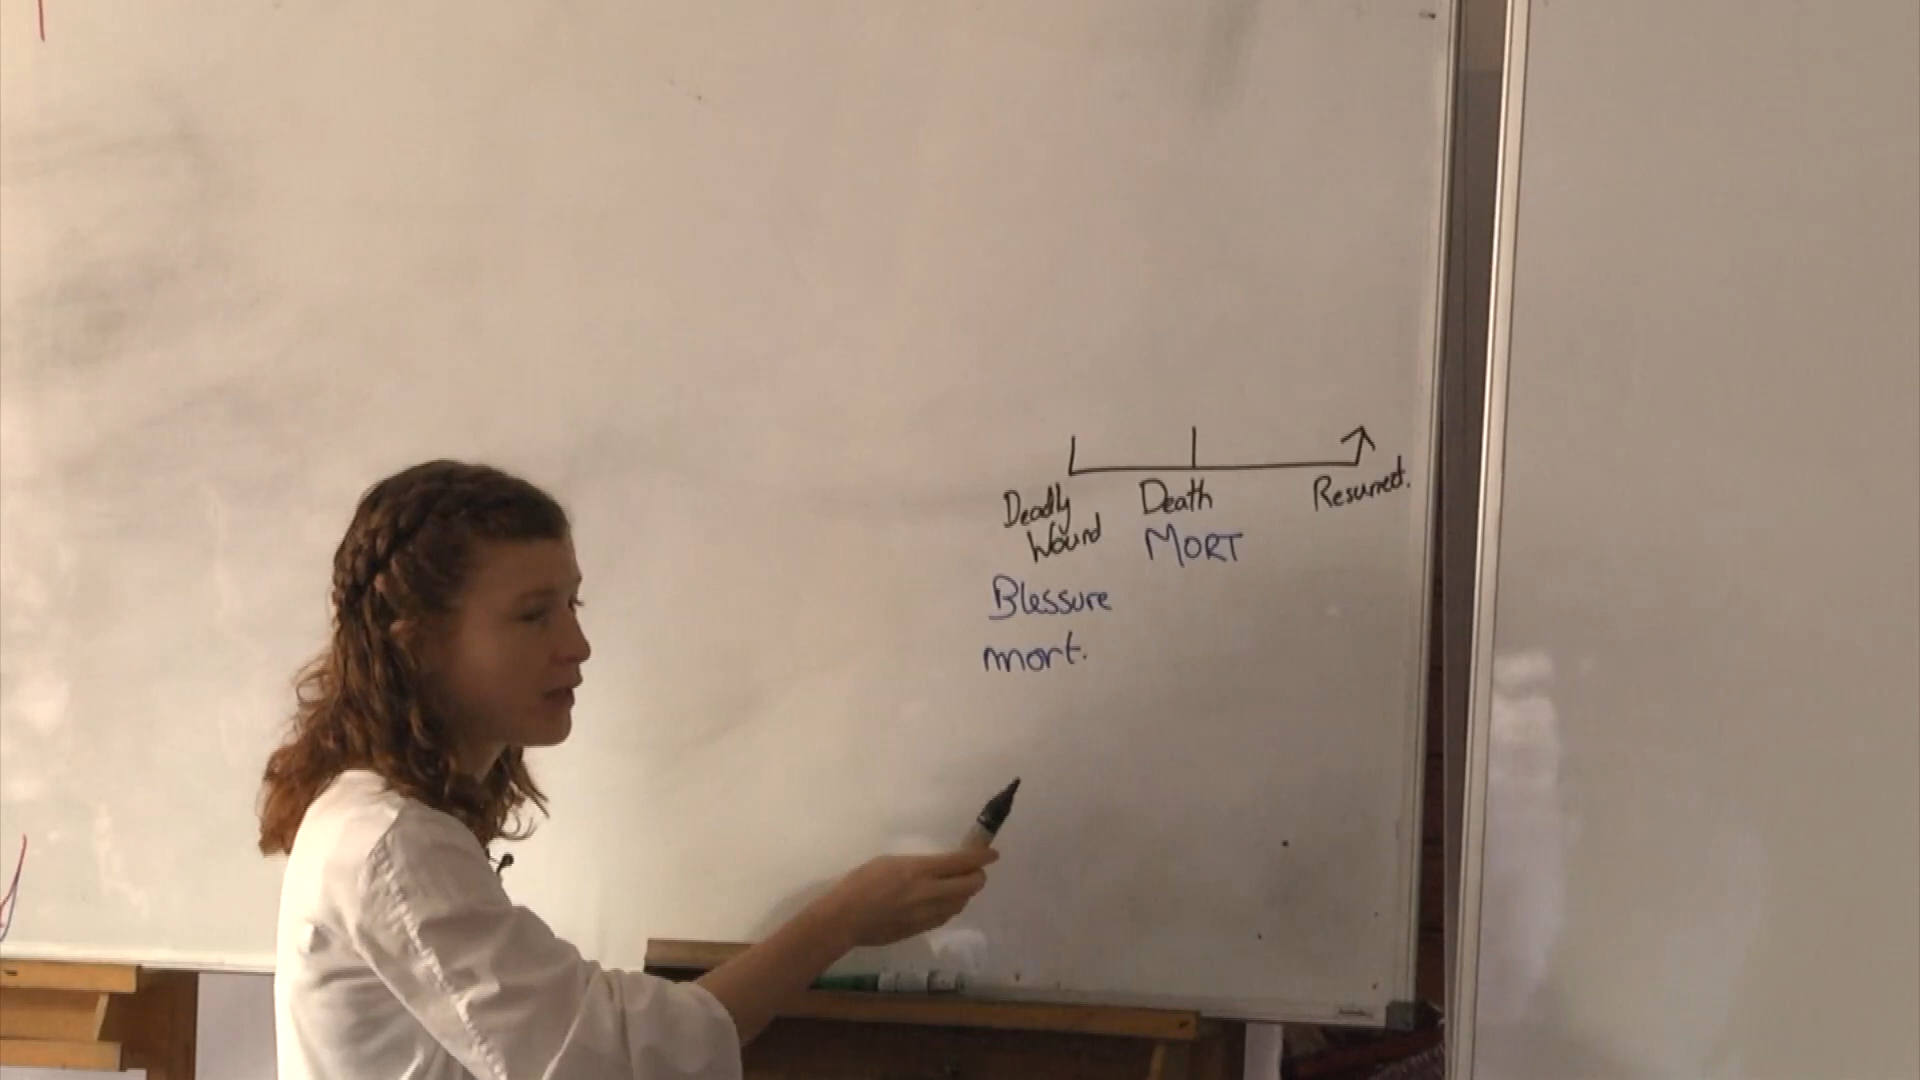 Deadly Wound
Death
Resurrect.
MORT
Blessure
mort.